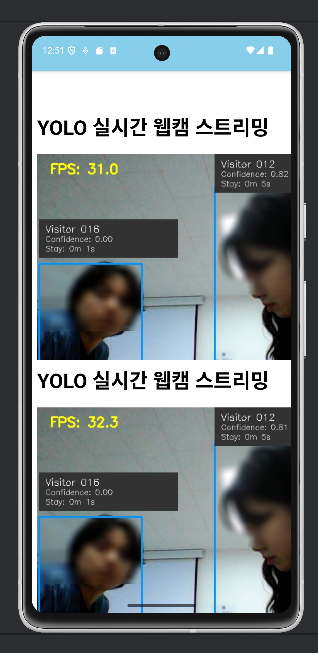 12:51
YOLO 실시간 웹캠 스트리밍
FPS: 31.0
Visitor 012
Confidence: 0.82
Stay: 0m 5s
Visitor 016
Confidence: 0.00
Stay: 0m 1s
YOLO 실시간 웹캠 스트리밍
FPS: 32.3
Visitor 012
Confidence: 0.81
Stay: 0m 5s
Visitor 016
Confidence: 0.00
Stay: 0m 1s